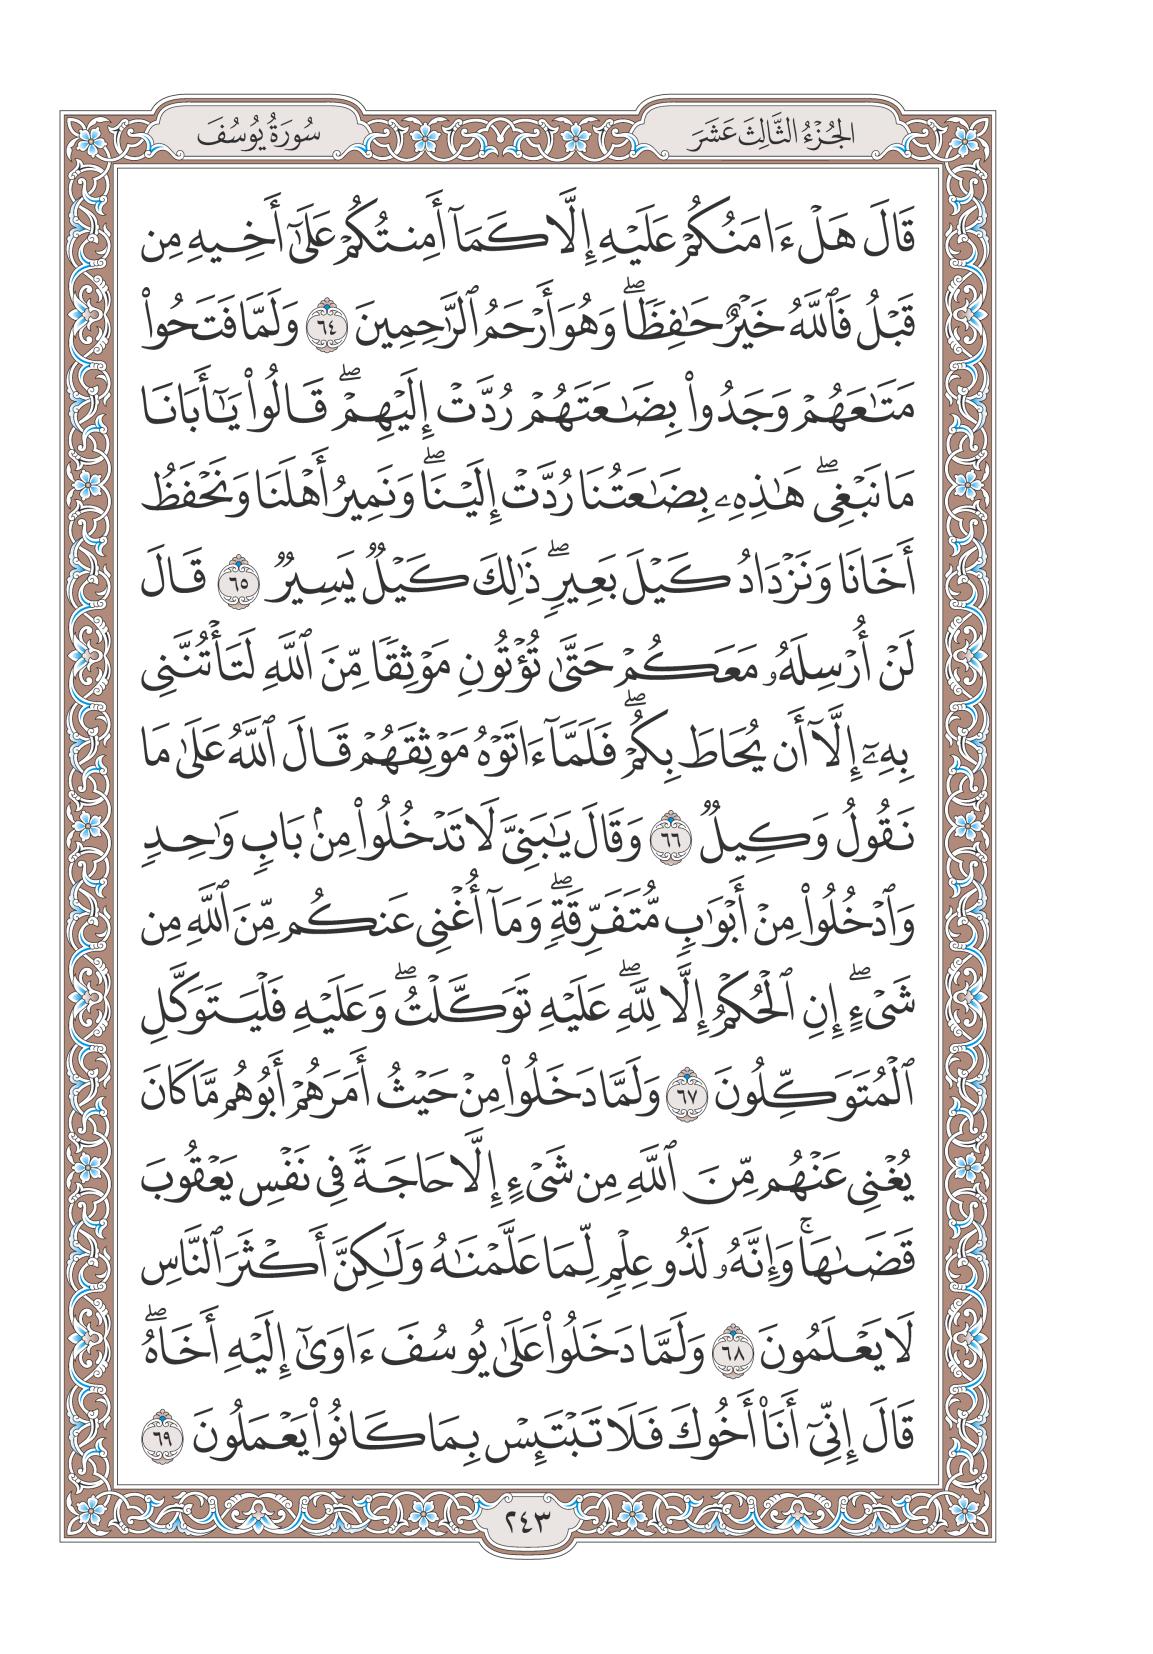 الجُزْءُ الثَّالِثَ عَشَرَ
سُورَةُ يُوسُفَ
قَالَ هَلْ ءَامَنُكُمْ عَلَيْهِ إِلَّا كَمَآ أَمِنتُكُمْ عَلَىٰٓ أَخِيهِ مِن
قَبْلُ فَٱللَّهُ خَيْرٌ حَـٰفِظًاۖ وَهُوَ أَرْحَمُ ٱلرَّٰحِمِينَ ٦٤ وَلَمَّا فَتَحُوا۟
مَتَـٰعَهُمْ وَجَدُوا۟ بِضَـٰعَتَهُمْ رُدَّتْ إِلَيْهِمْۖ قَالُوا۟ يَـٰٓأَبَانَا
مَا نَبْغِىۖ هَـٰذِهِۦ بِضَـٰعَتُنَا رُدَّتْ إِلَيْنَاۖ وَنَمِيرُ أَهْلَنَا وَنَحْفَظُ
أَخَانَا وَنَزْدَادُ كَيْلَ بَعِيرٍۖ ذَٰلِكَ كَيْلٌ يَسِيرٌ ٦٥ قَالَ
لَنْ أُرْسِلَهُۥ مَعَكُمْ حَتَّىٰ تُؤْتُونِ مَوْثِقًا مِّنَ ٱللَّهِ لَتَأْتُنَّنِى
بِهِۦٓ إِلَّآ أَن يُحَاطَ بِكُمْۖ فَلَمَّآ ءَاتَوْهُ مَوْثِقَهُمْ قَالَ ٱللَّهُ عَلَىٰ مَا
نَقُولُ وَكِيلٌ ٦٦ وَقَالَ يَـٰبَنِىَّ لَا تَدْخُلُوا۟ مِنۢ بَابٍ وَٰحِدٍ
وَٱدْخُلُوا۟ مِنْ أَبْوَٰبٍ مُّتَفَرِّقَةٍۖ وَمَآ أُغْنِى عَنكُم مِّنَ ٱللَّهِ مِن
شَىْءٍۖ إِنِ ٱلْحُكْمُ إِلَّا لِلَّهِۖ عَلَيْهِ تَوَكَّلْتُۖ وَعَلَيْهِ فَلْيَتَوَكَّلِ
ٱلْمُتَوَكِّلُونَ ٦٧ وَلَمَّا دَخَلُوا۟ مِنْ حَيْثُ أَمَرَهُمْ أَبُوهُم مَّا كَانَ
يُغْنِى عَنْهُم مِّنَ ٱللَّهِ مِن شَىْءٍ إِلَّا حَاجَةً فِى نَفْسِ يَعْقُوبَ
قَضَىٰهَاۚ وَإِنَّهُۥ لَذُو عِلْمٍ لِّمَا عَلَّمْنَـٰهُ وَلَـٰكِنَّ أَكْثَرَ ٱلنَّاسِ
لَا يَعْلَمُونَ ٦٨ وَلَمَّا دَخَلُوا۟ عَلَىٰ يُوسُفَ ءَاوَىٰٓ إِلَيْهِ أَخَاهُۖ
قَالَ إِنِّىٓ أَنَا۠ أَخُوكَ فَلَا تَبْتَئِسْ بِمَا كَانُوا۟ يَعْمَلُونَ ٦٩
٢٤٣